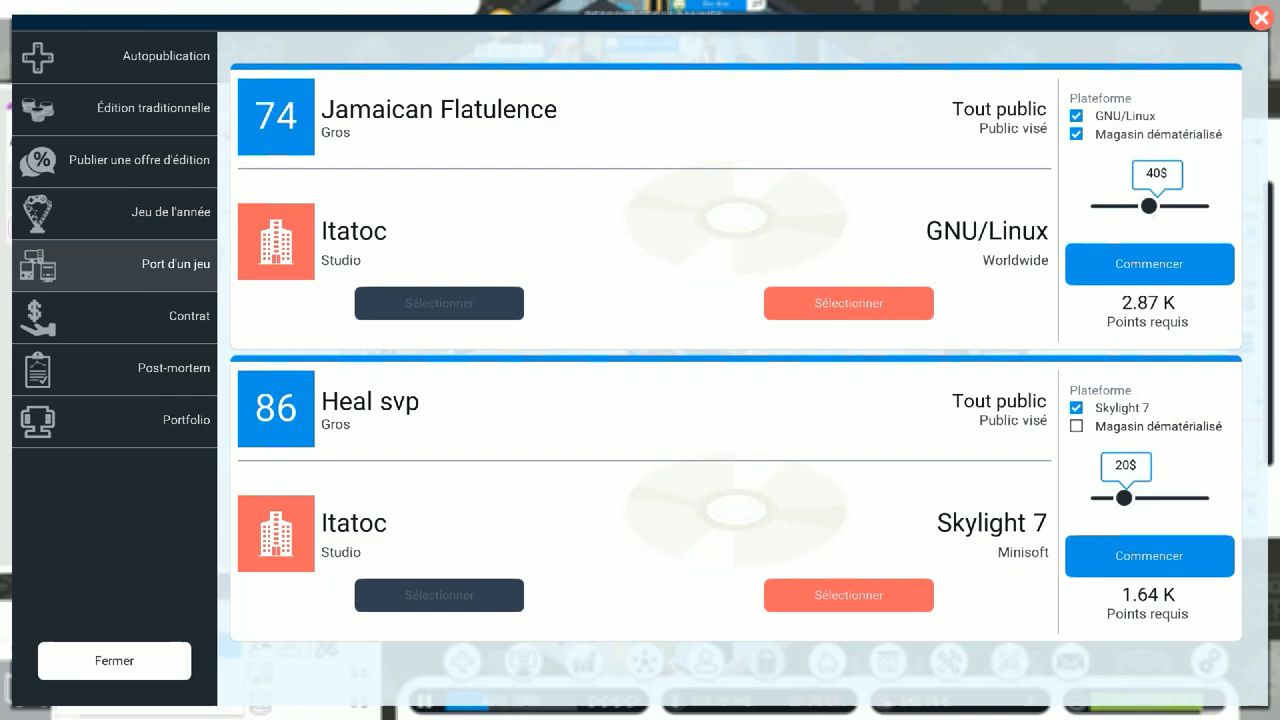 Autopublication
Édition traditionnelle
Publier une offre d'édition
Jeu de l'année
Port d'un jeu
Contrat
Post-mortem
Portfolio
Fermer
74
Jamaican Flatulence
Gros
Tout public
Public visé
Itatoc
Studio
GNU/Linux
Worldwide
Sélectionner
Sélectionner
Plateforme
GNU/Linux
Magasin dématérialisé
40$
Commencer
2.87 K
Points requis
86
Heal svp
Gros
Tout public
Public visé
Itatoc
Studio
Skylight 7
Minisoft
Sélectionner
Sélectionner
Plateforme
Skylight 7
Magasin dématérialisé
20$
Commencer
1.64 K
Points requis